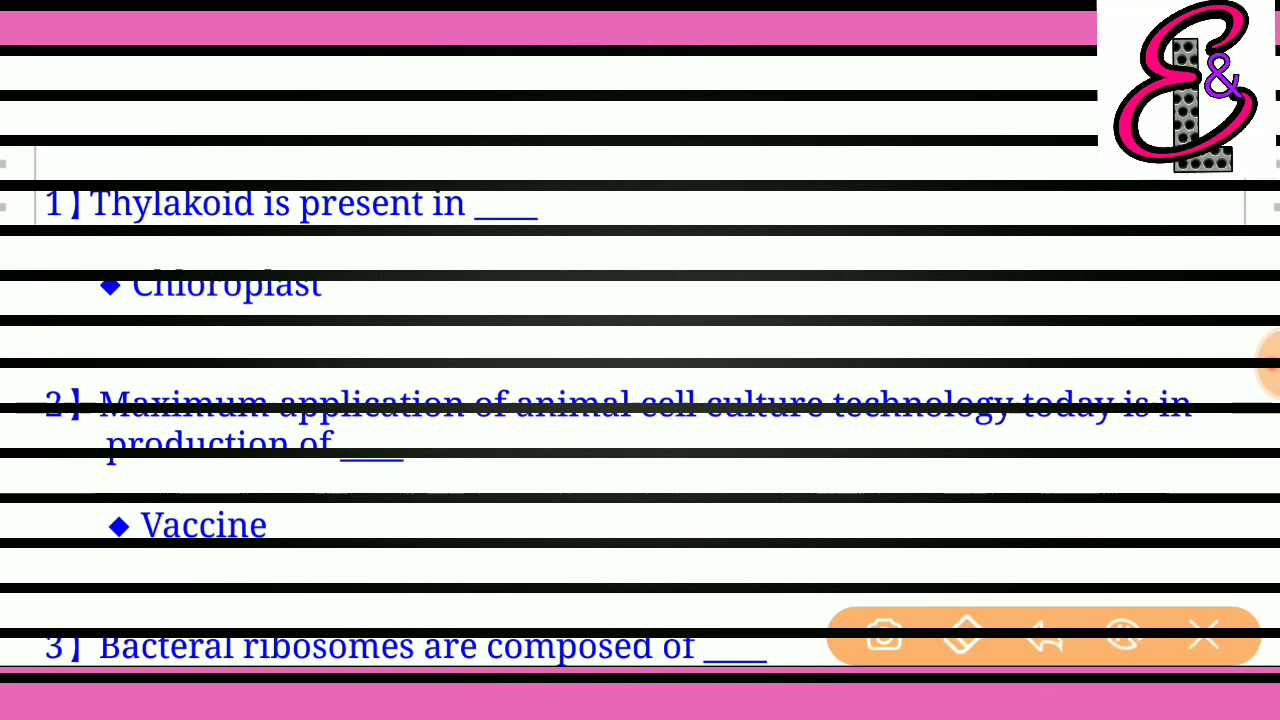 E & L
1】Thylakoid is present in ____
◆ Chloroplast
2】Maximum application of animal cell culture technology today is in
production of ____
◆ Vaccine
3】Bacteral ribosomes are composed of ____